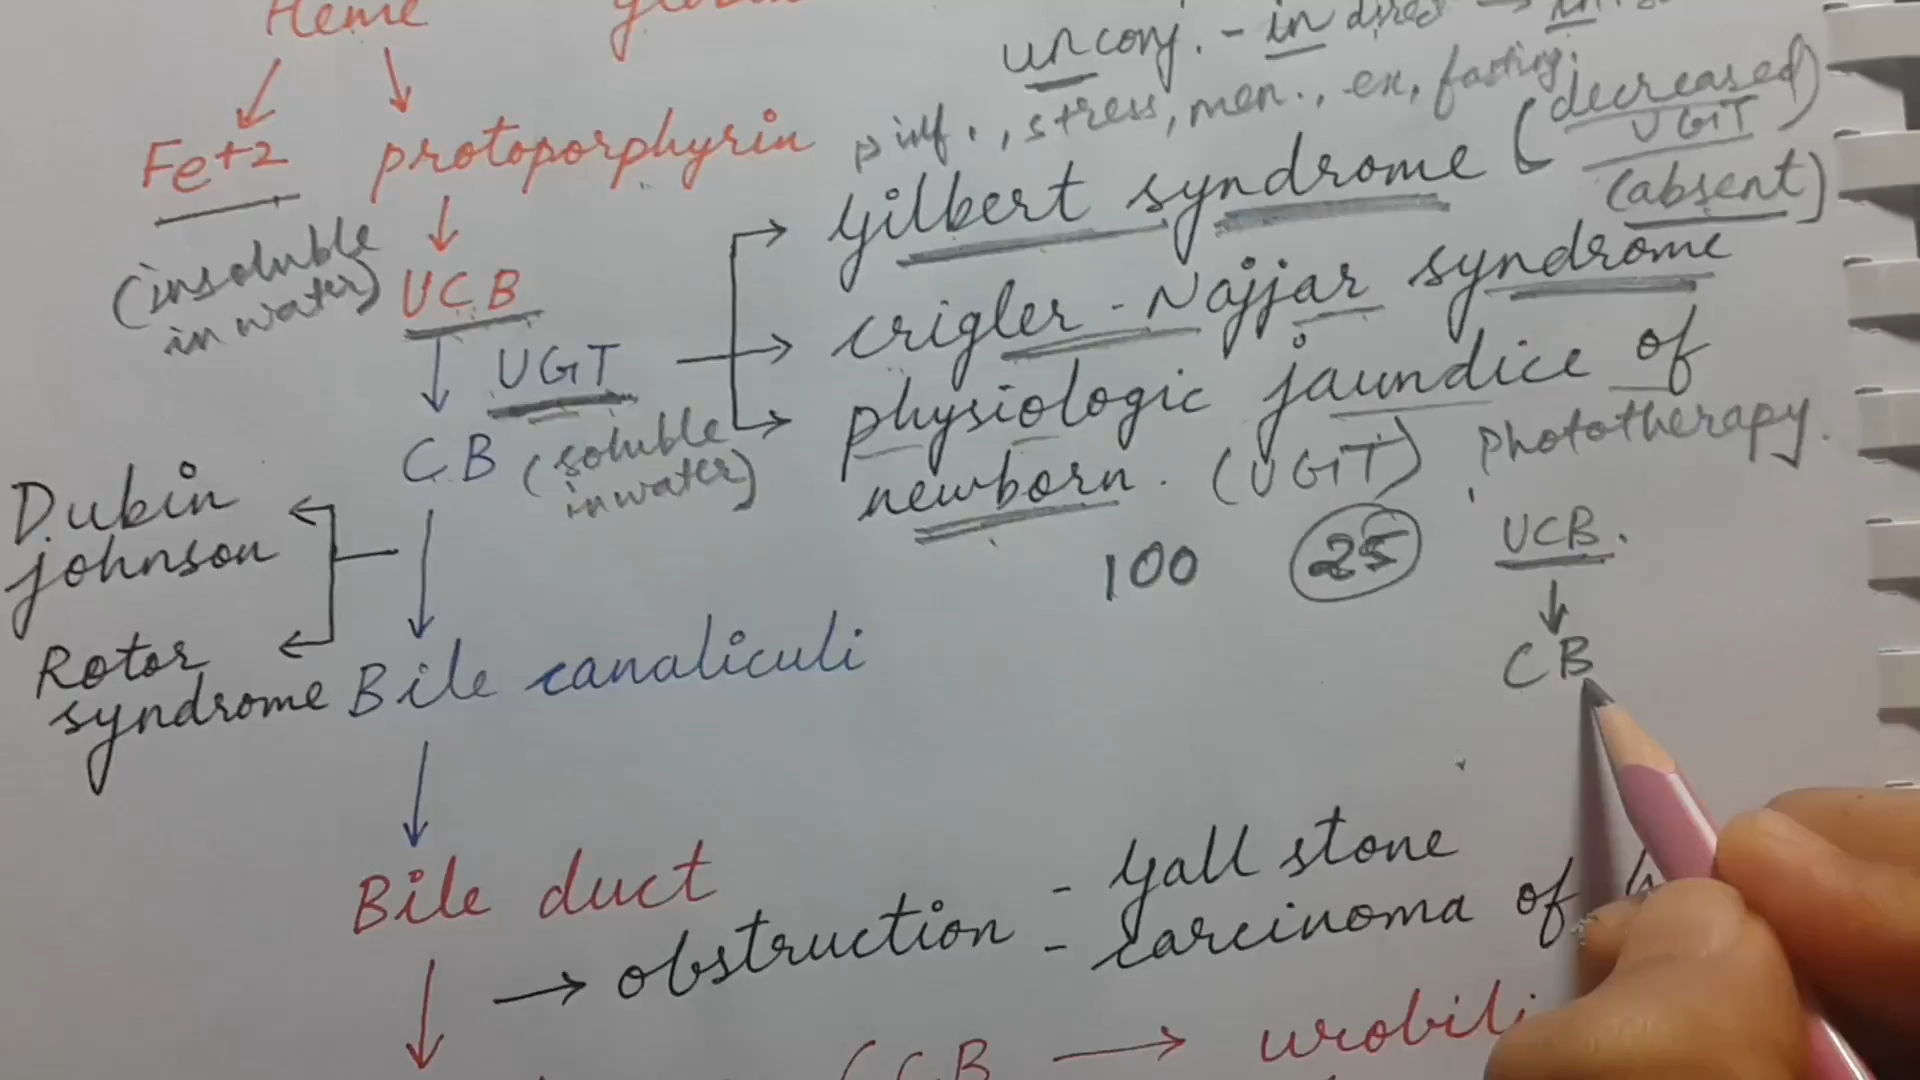 Heme
unconj. - indirect →
Fe+2 protoporphyrin
inf., stress, men., ex, fasting.
Gilbert syndrome (decreased)
UGT
(absent)
(insoluble
in water)
UCB
crigler-Najjar syndrome
UGT
physiologic jaundice of
newborn. (UGT) phototherapy.
CB (soluble
in water)
Dubin
johnson
100 25 UCB.
CB
Rotor
syndrome
Bile canaliculi
Bile duct
→ obstruction - Gall stone
- carcinoma of
CB → urobili